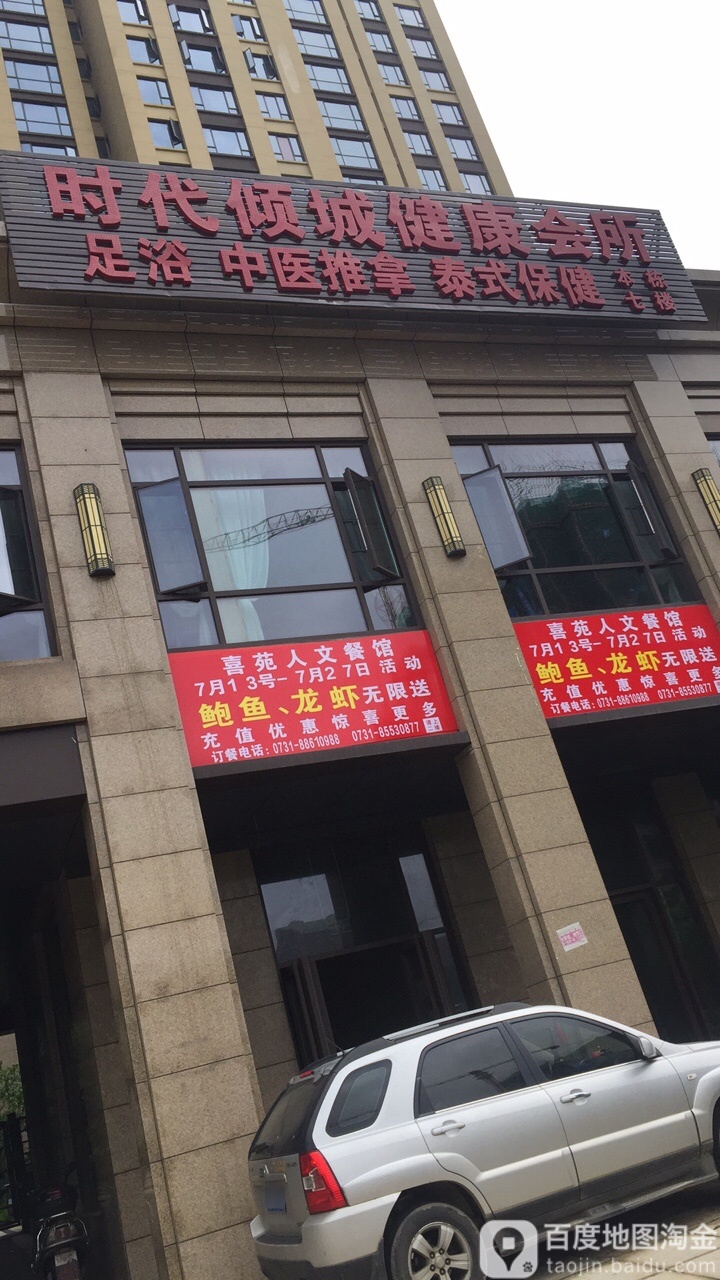 时代倾城健康会所
足浴 中医推拿 泰式保健 本栋七楼
喜苑人文餐馆
7月13号-7月27日活动
鲍鱼、龙虾无限送
充值优惠惊喜更多
订餐电话:0731-88610988 0731-85530877
喜苑人文餐馆
7月13号-7月27日活动
鲍鱼、龙虾无限送
充值优惠惊喜更多
订餐电话:0731-88610988 0731-85530877
百度地图淘金
taojin.baidu.com